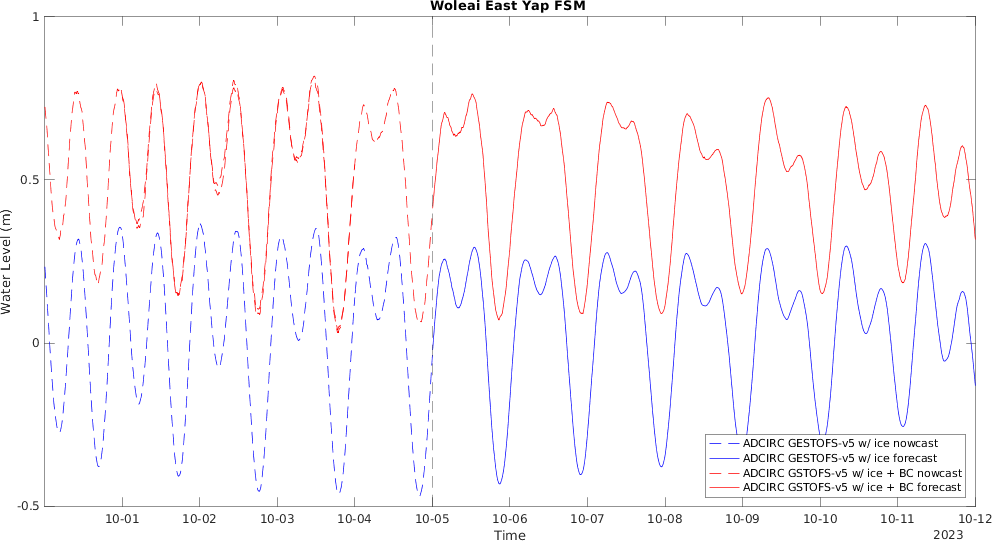 Woleai East Yap FSM
1
0.5
0
-0.5
Water Level (m)
10-01 10-02 10-03 10-04 10-05 10-06 10-07 10-08 10-09 10-10 10-11 10-12
Time
2023
ADCIRC GESTOFS-v5 w/ ice nowcast
ADCIRC GESTOFS-v5 w/ ice forecast
ADCIRC GSTOFS-v5 w/ ice + BC nowcast
ADCIRC GSTOFS-v5 w/ ice + BC forecast